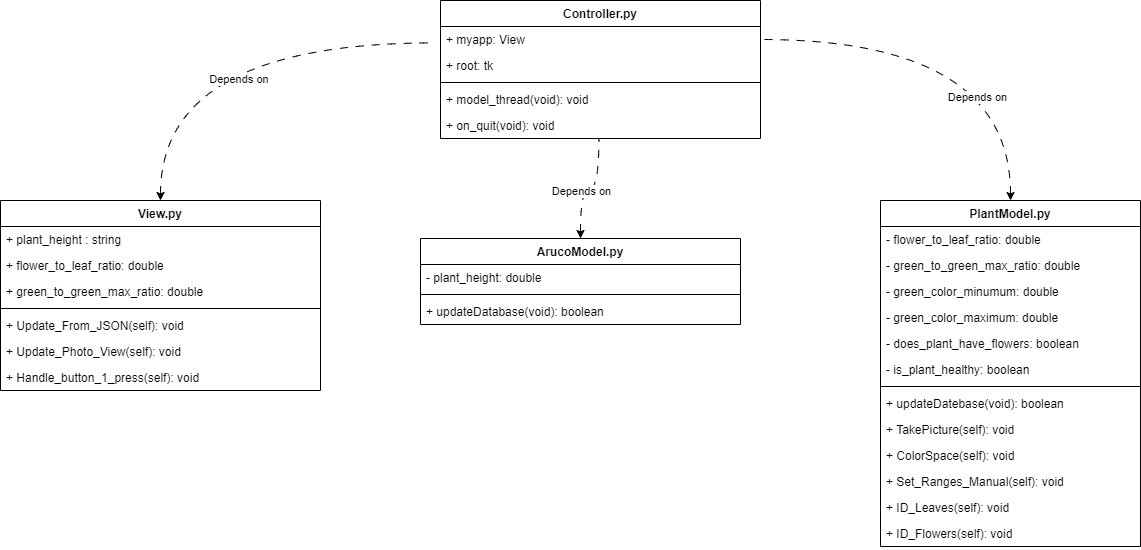 Controller.py
+ myapp: View
+ root: tk
+ model_thread(void): void
+ on_quit(void): void
Depends on
Depends on
Depends on
View.py
+ plant_height : string
+ flower_to_leaf_ratio: double
+ green_to_green_max_ratio: double
+ Update_From_JSON(self): void
+ Update_Photo_View(self): void
+ Handle_button_1_press(self): void
ArucoModel.py
- plant_height: double
+ updateDatabase(void): boolean
PlantModel.py
- flower_to_leaf_ratio: double
- green_to_green_max_ratio: double
- green_color_minumum: double
- green_color_maximum: double
- does_plant_have_flowers: boolean
- is_plant_healthy: boolean
+ updateDatebase(void): boolean
+ TakePicture(self): void
+ ColorSpace(self): void
+ Set_Ranges_Manual(self): void
+ ID_Leaves(self): void
+ ID_Flowers(self): void